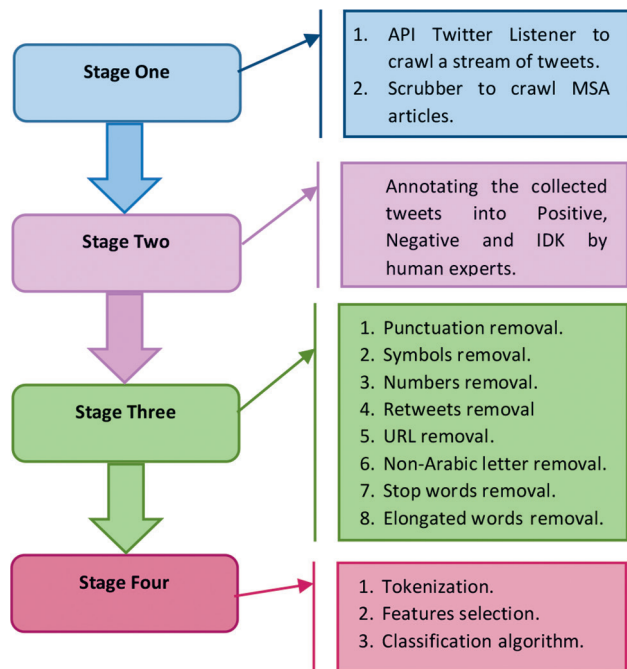 Stage One
1. API Twitter Listener to
crawl a stream of tweets.
2. Scrubber to crawl MSA
articles.
Stage Two
Annotating the collected
tweets into Positive,
Negative and IDK by
human experts.
Stage Three
1. Punctuation removal.
2. Symbols removal.
3. Numbers removal.
4. Retweets removal
5. URL removal.
6. Non-Arabic letter removal.
7. Stop words removal.
8. Elongated words removal.
Stage Four
1. Tokenization.
2. Features selection.
3. Classification algorithm.